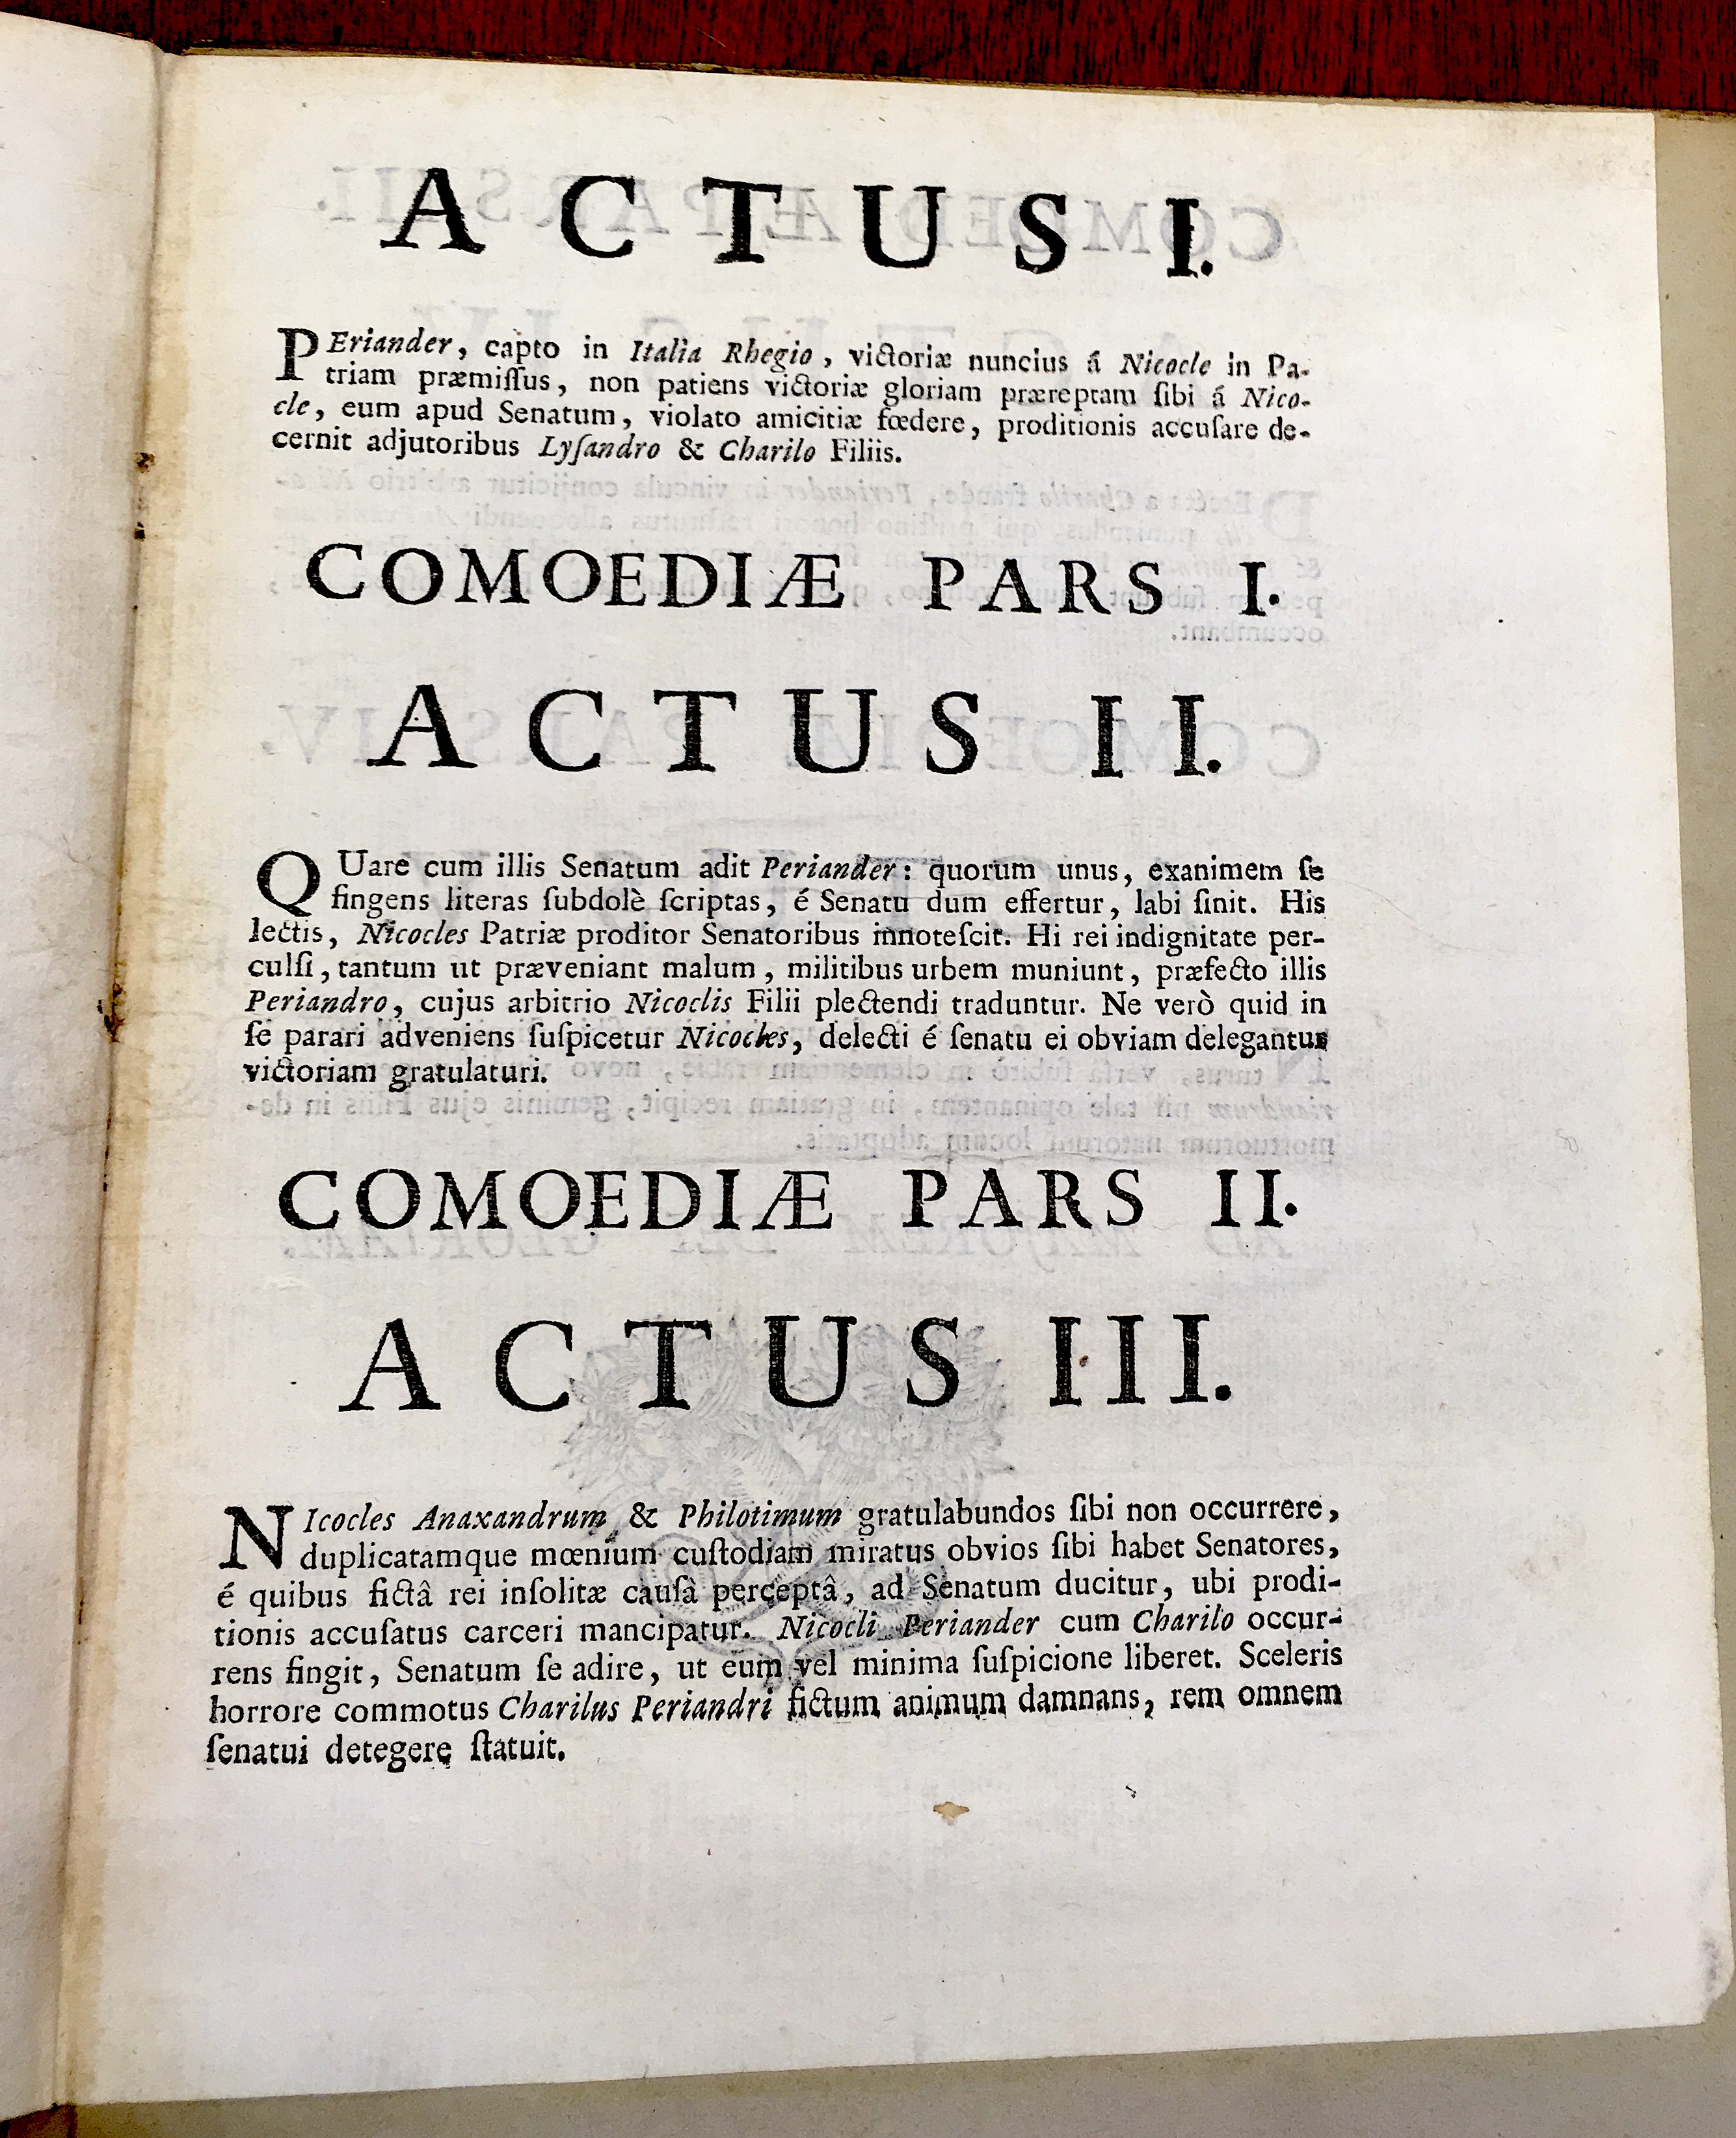 ACTUS I.
PEriander, capto in Italia Rhegio, victoriæ nuncius á Nicocle in Pa-
triam præmiſſus, non patiens victoriæ gloriam præreptam ſibi á Nico-
cle, eum apud Senatum, violato amicitiæ fœdere, proditionis accuſare de-
cernit adjutoribus Lyſandro & Charilo Filiis.
COMOEDIÆ PARS I.
ACTUS II.
QUare cum illis Senatum adit Periander: quorum unus, exanimem ſe
fingens literas ſubdolè ſcriptas, é Senatu dum effertur, labi ſinit. His
lectis, Nicocles Patriæ proditor Senatoribus innoteſcit. Hi rei indignitate per-
culſi, tantum ut præveniant malum, militibus urbem muniunt, præfecto illis
Periandro, cujus arbitrio Nicoclis Filii plectendi traduntur. Ne verò quid in
ſe parari adveniens ſuſpicetur Nicocles, delecti é ſenatu ei obviam delegantur
victoriam gratulaturi.
COMOEDIÆ PARS II.
ACTUS III.
NIcocles Anaxandrum & Philotimum gratulabundos ſibi non occurrere,
duplicatamque mœnium cuſtodiam miratus obvios ſibi habet Senatores,
é quibus fictâ rei inſolitæ cauſâ perceptâ, ad Senatum ducitur, ubi prodi-
tionis accuſatus carceri mancipatur. Nicocli Periander cum Charilo occur-
rens fingit, Senatum ſe adire, ut eum vel minima ſuſpicione liberet. Sceleris
horrore commotus Charilus Periandri fictum animum damnans, rem omnem
ſenatui detegere ſtatuit.